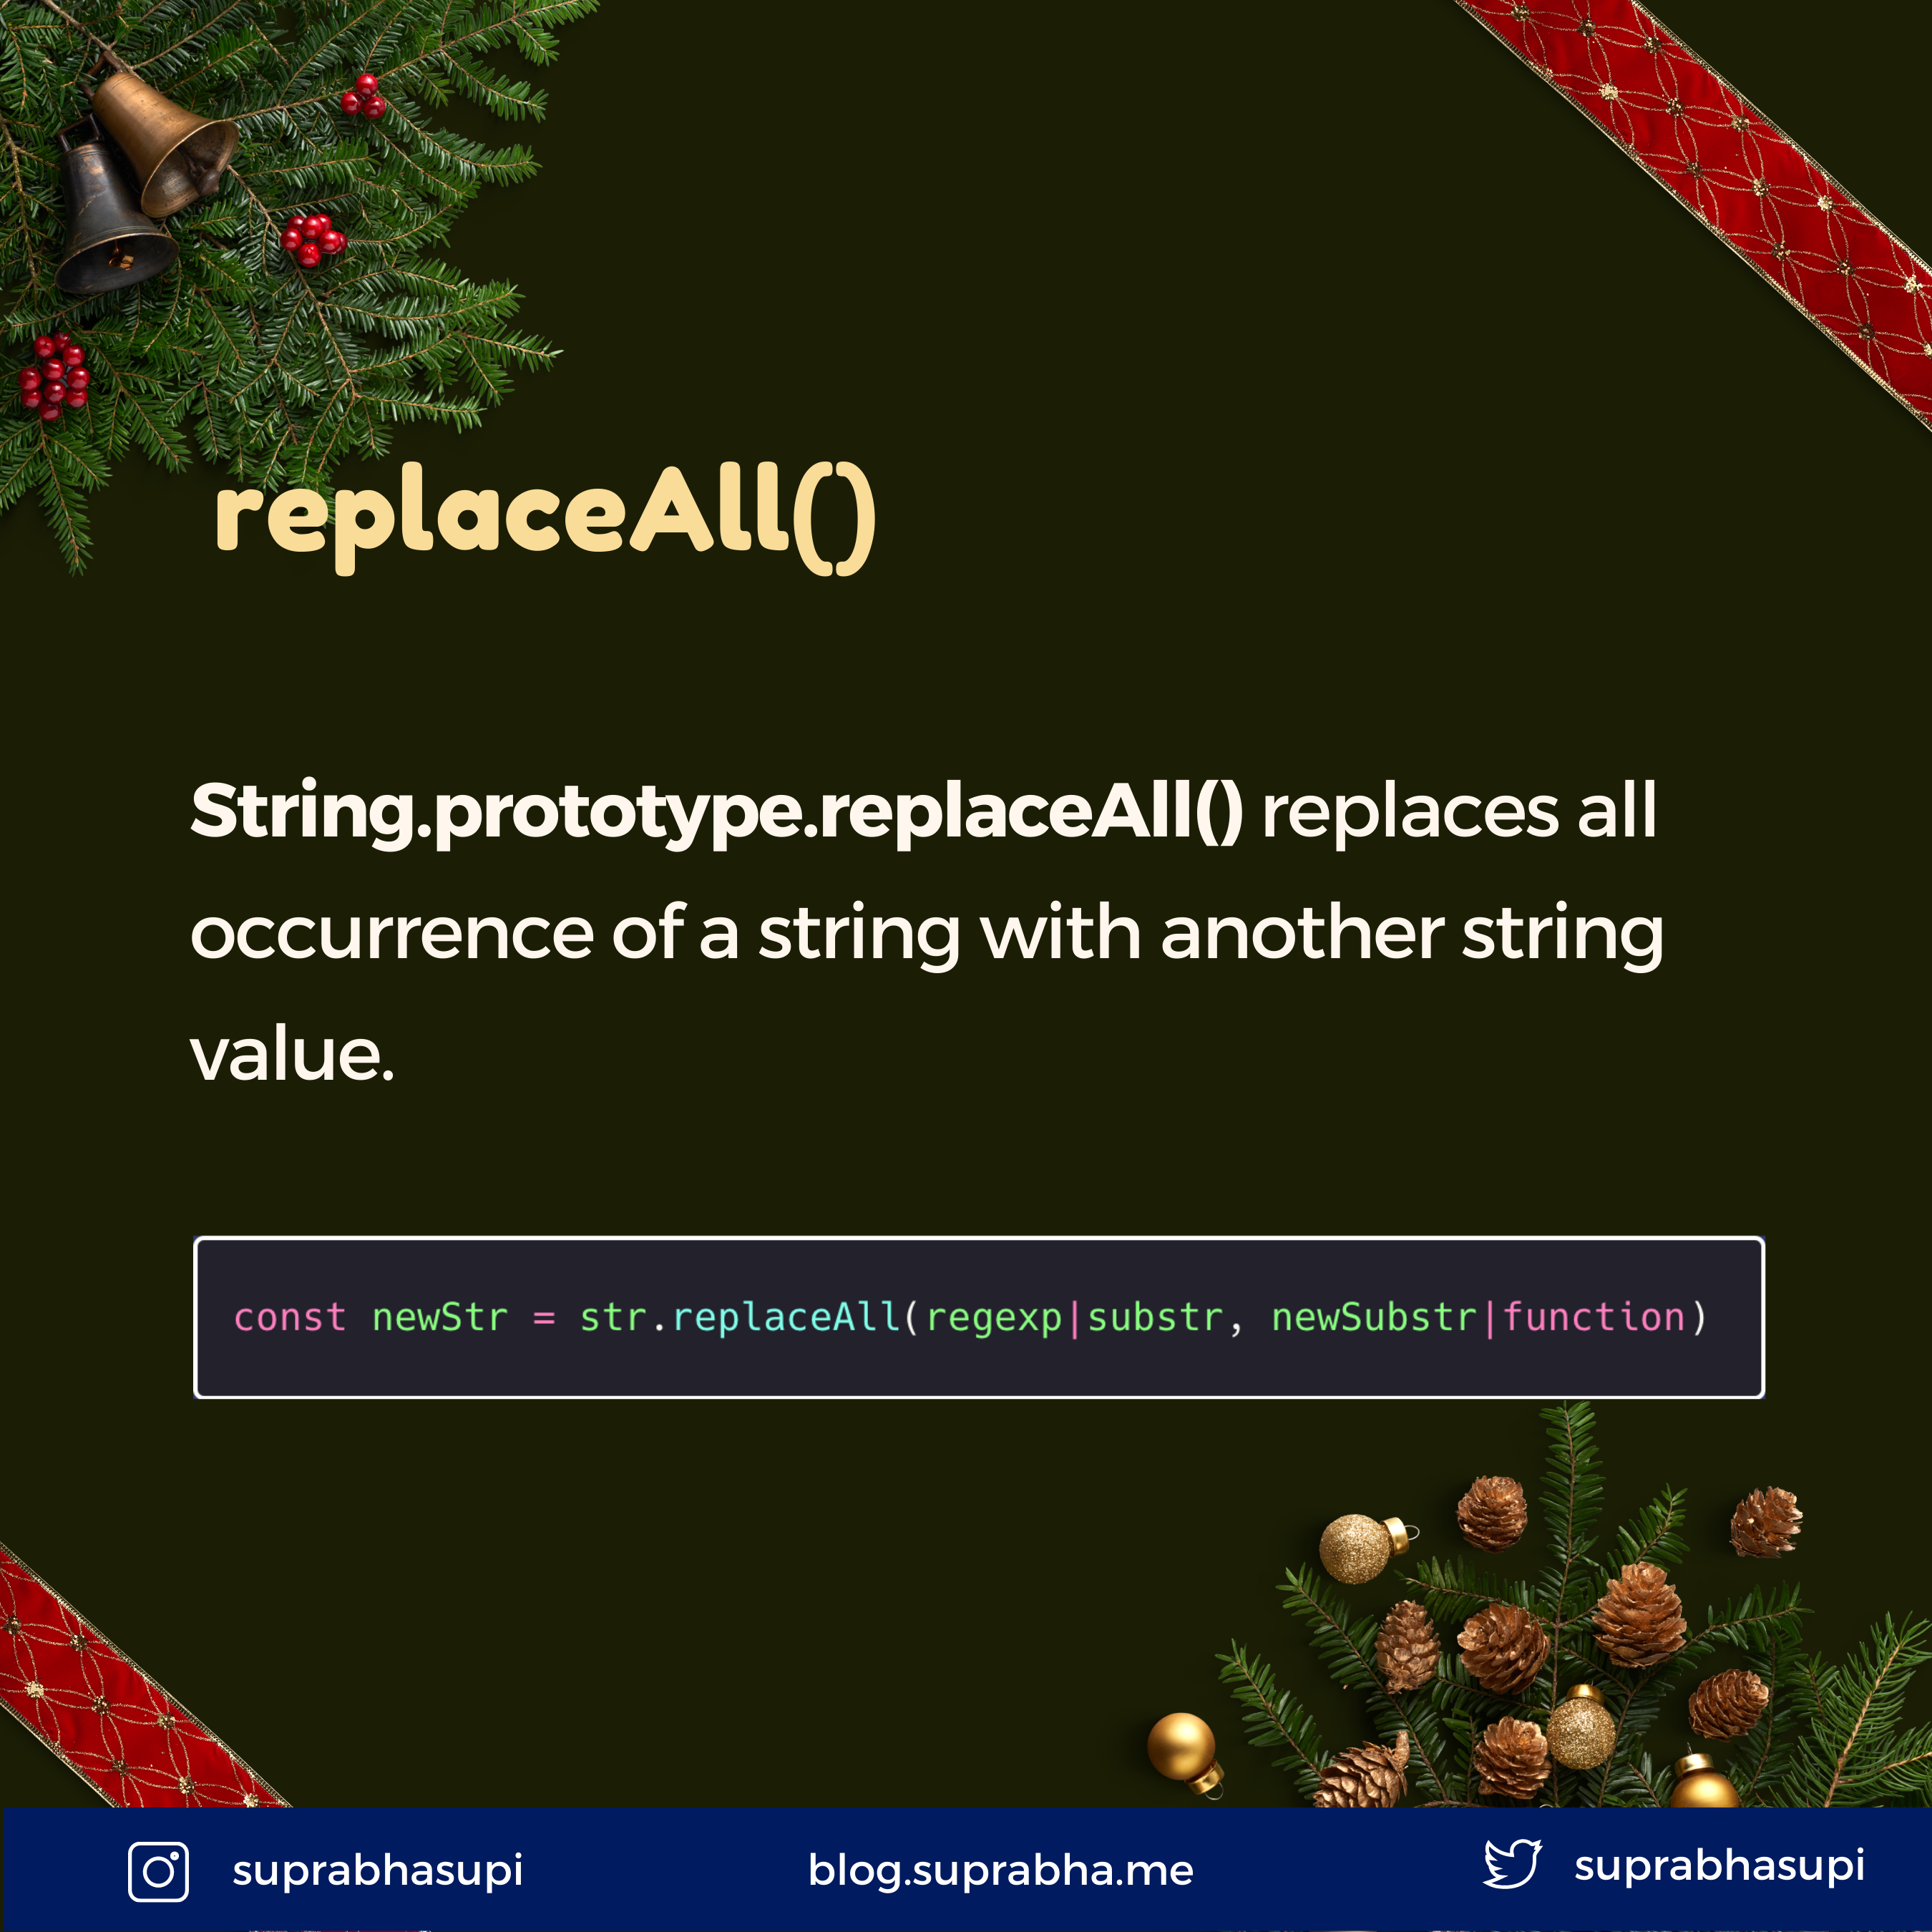 replaceAll()
String.prototype.replaceAll() replaces all
occurrence of a string with another string
value.
const newStr = str.replaceAll(regexp|substr, newSubstr|function)
suprabhasupi
blog.suprabha.me
suprabhasupi